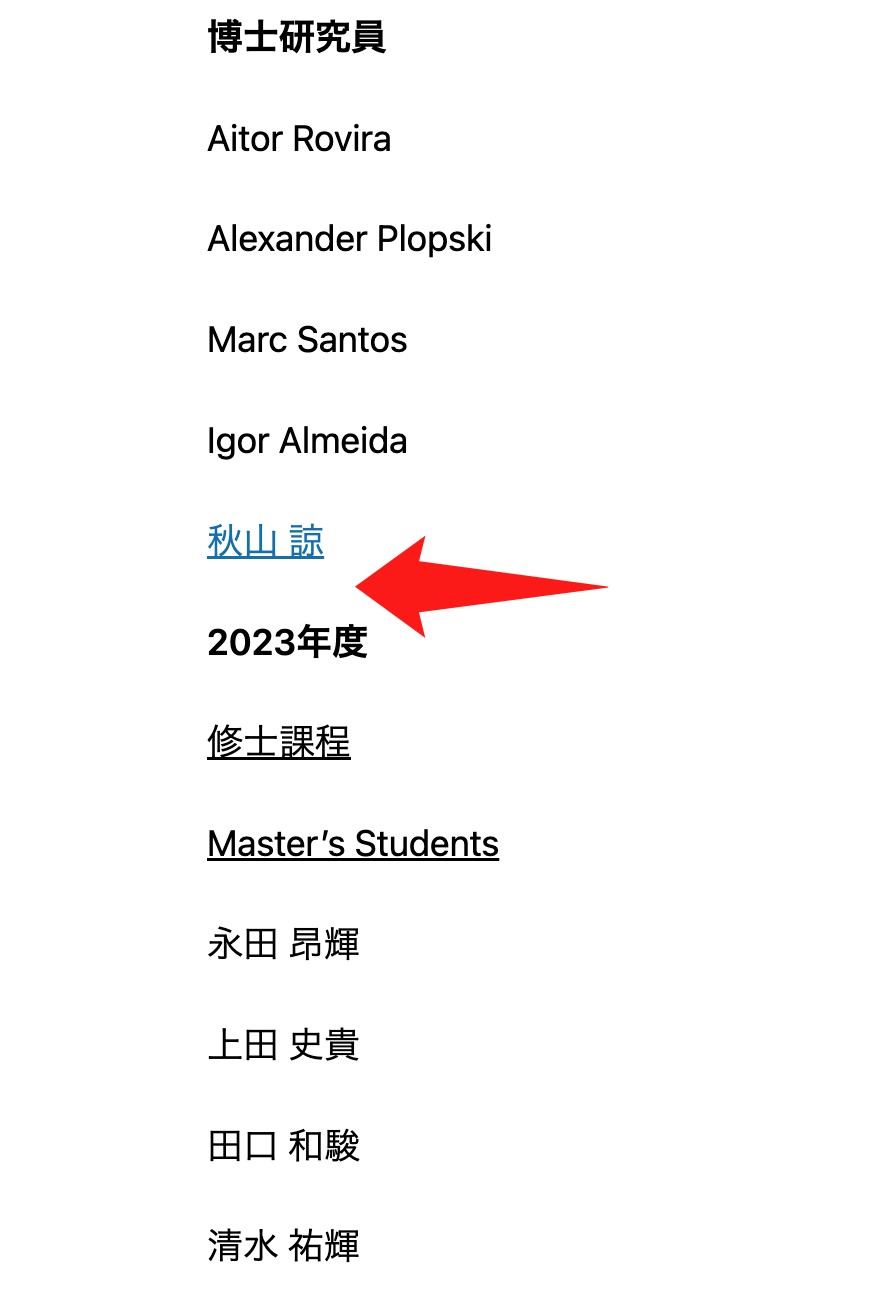 博士研究員
Aitor Rovira
Alexander Plopski
Marc Santos
Igor Almeida
秋山 諒
2023年度
修士課程
Master’s Students
永田 昂輝
上田 史貴
田口 和駿
清水 祐輝